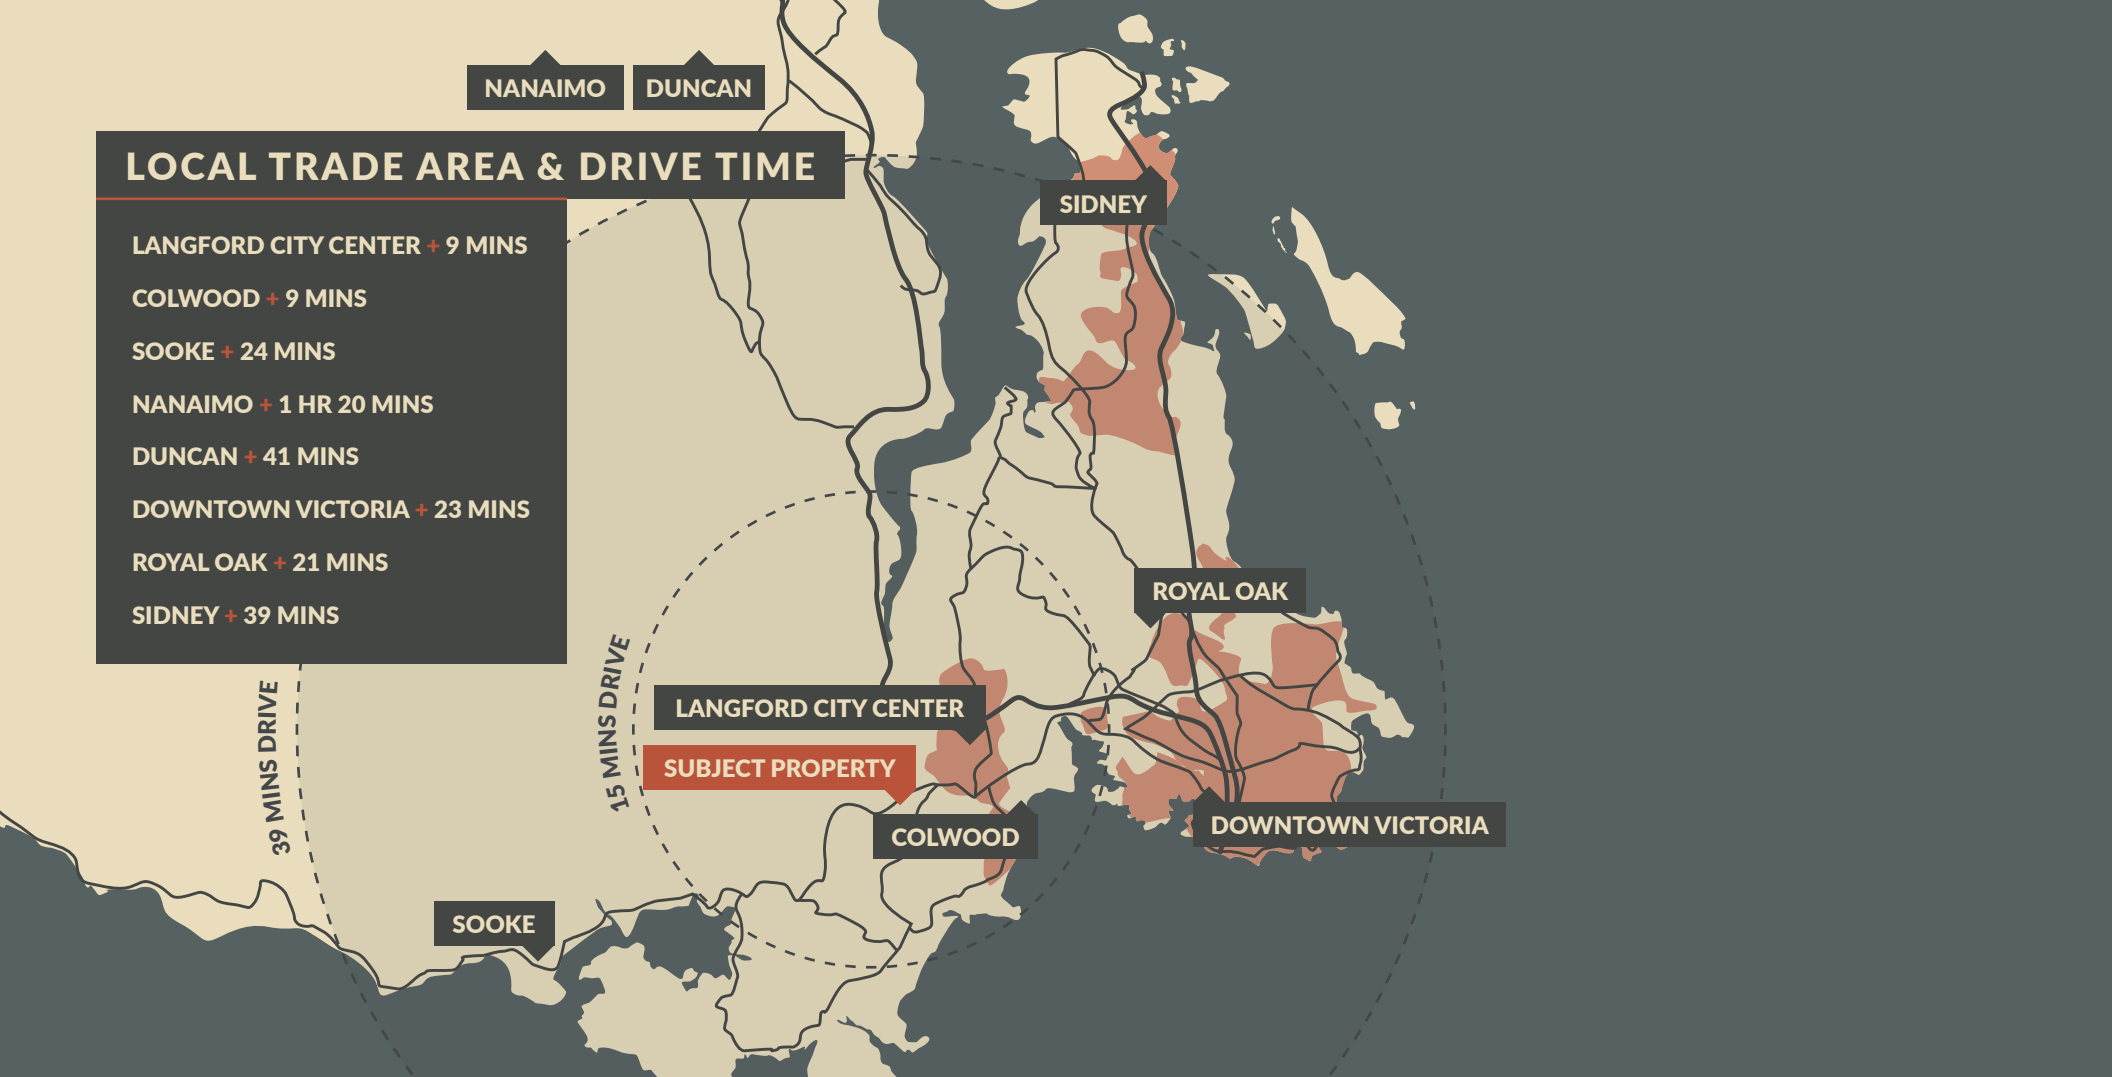 NANAIMO
DUNCAN
LOCAL TRADE AREA & DRIVE TIME
LANGFORD CITY CENTER + 9 MINS
COLWOOD + 9 MINS
SOOKE + 24 MINS
NANAIMO + 1 HR 20 MINS
DUNCAN + 41 MINS
DOWNTOWN VICTORIA + 23 MINS
ROYAL OAK + 21 MINS
SIDNEY + 39 MINS
SIDNEY
ROYAL OAK
39 MINS DRIVE
15 MINS DRIVE
LANGFORD CITY CENTER
SUBJECT PROPERTY
COLWOOD
DOWNTOWN VICTORIA
SOOKE